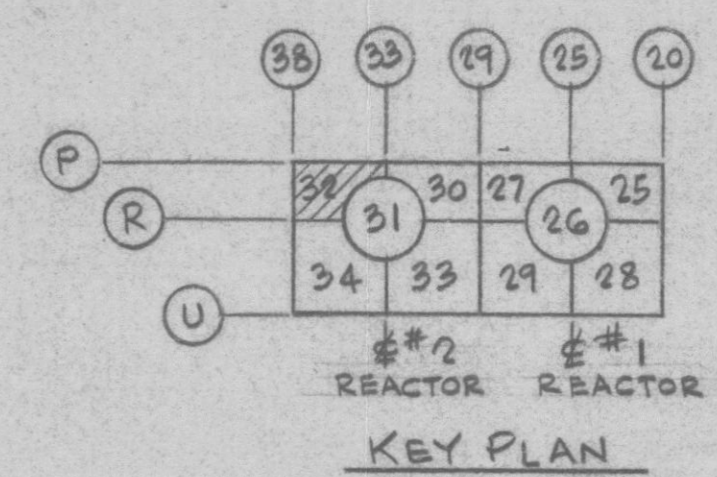 38 33 29 25 20
P
32 30 27 25
R 31 26
34 33 29 28
U
℄ #2 ℄ #1
REACTOR REACTOR
KEY PLAN